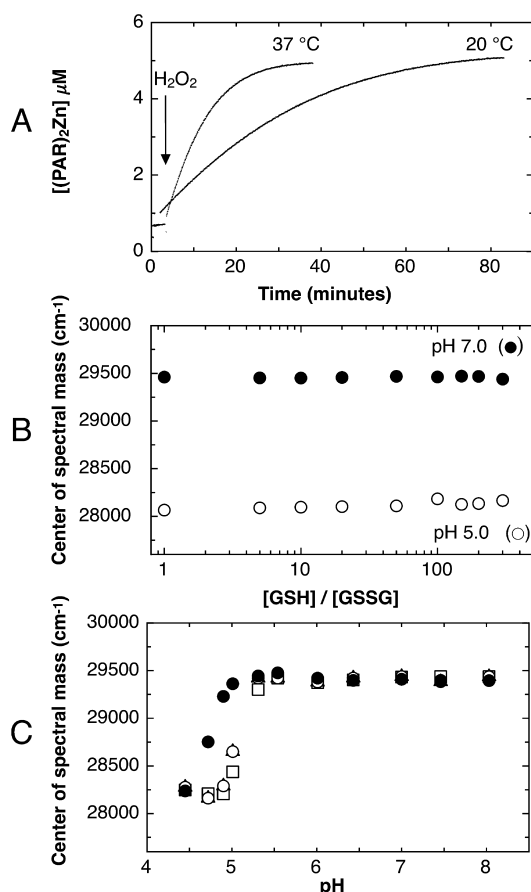 A
[(PAR)₂Zn] μM
6
4
2
0
37 °C
20 °C
H₂O₂
0 20 40 60 80
Time (minutes)
B
Center of spectral mass (cm⁻¹)
30000
29500
29000
28500
28000
pH 7.0 (●)
pH 5.0 (○)
1 10 100
[GSH] / [GSSG]
C
Center of spectral mass (cm⁻¹)
30000
29500
29000
28500
28000
4 5 6 7 8
pH